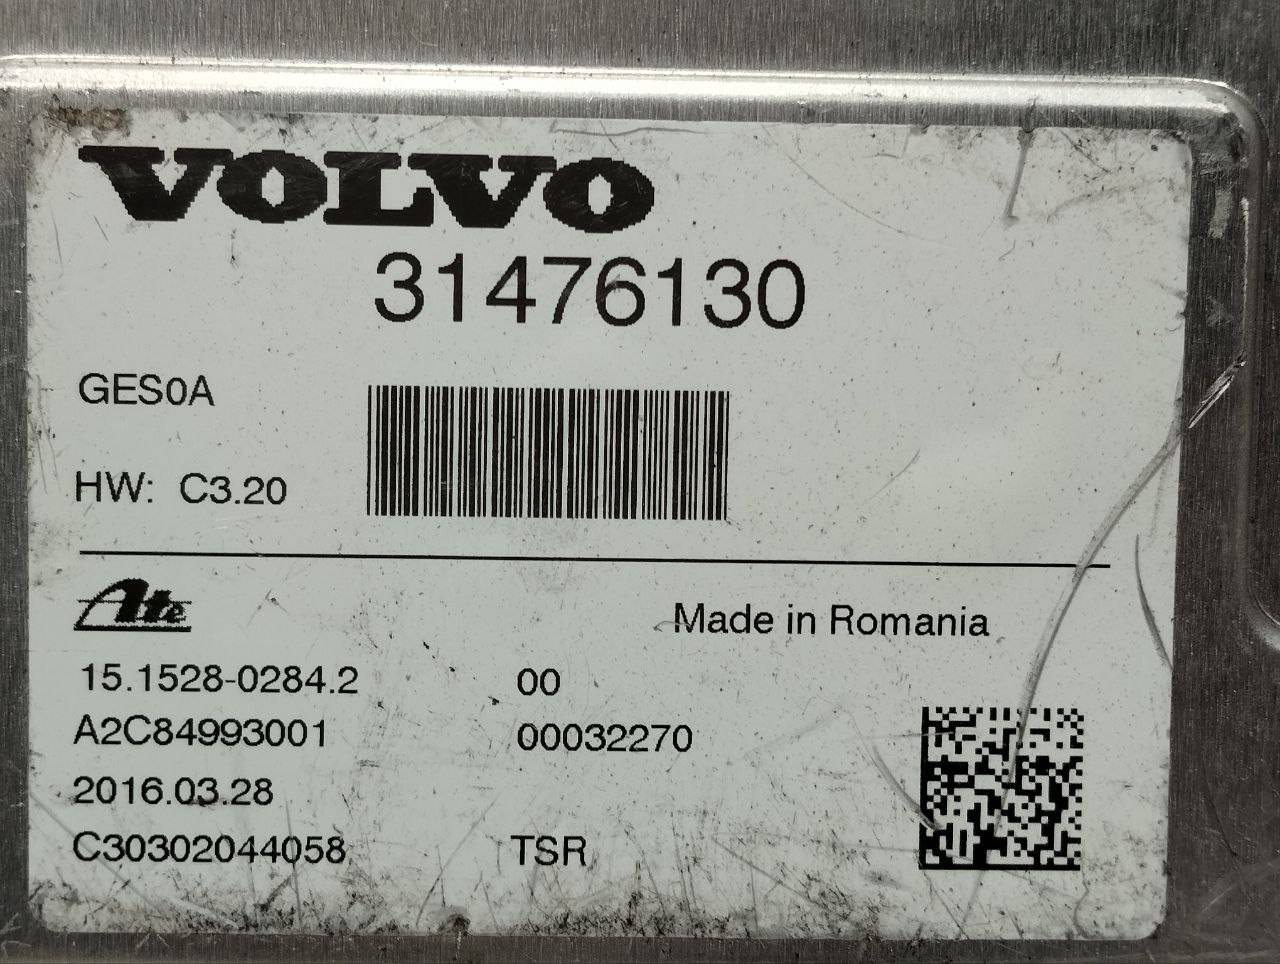 VOLVO
31476130
GES0A
HW: C3.20
Ate
Made in Romania
15.1528-0284.2 00
A2C84993001 00032270
2016.03.28
C30302044058 TSR